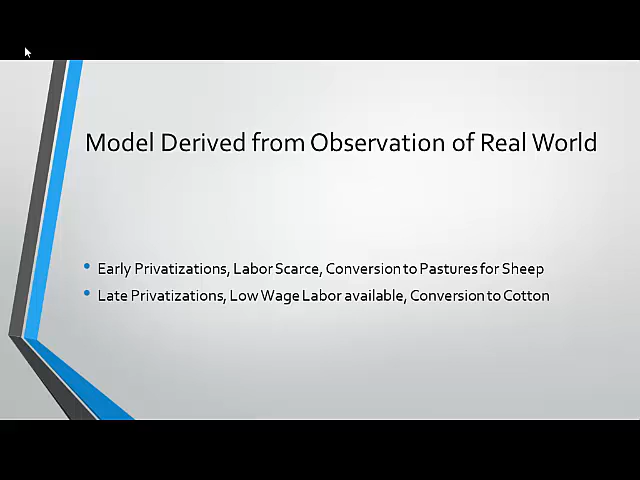 Model Derived from Observation of Real World
Early Privatizations, Labor Scarce, Conversion to Pastures for Sheep
Late Privatizations, Low Wage Labor available, Conversion to Cotton